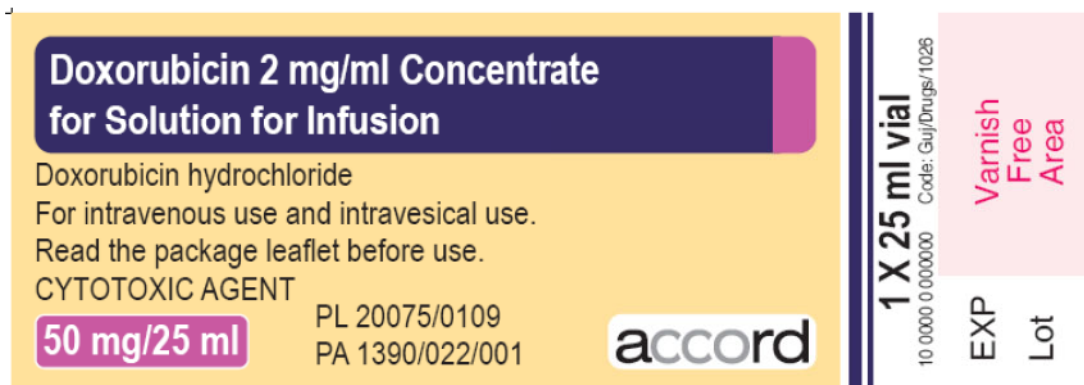 Doxorubicin 2 mg/ml Concentrate
for Solution for Infusion
Doxorubicin hydrochloride
For intravenous use and intravesical use.
Read the package leaflet before use.
CYTOTOXIC AGENT
50 mg/25 ml
PL 20075/0109
PA 1390/022/001
accord
1 X 25 ml vial
10 0000 0 000000
Code: Guj/Drugs/1026
Varnish
Free
Area
EXP
Lot